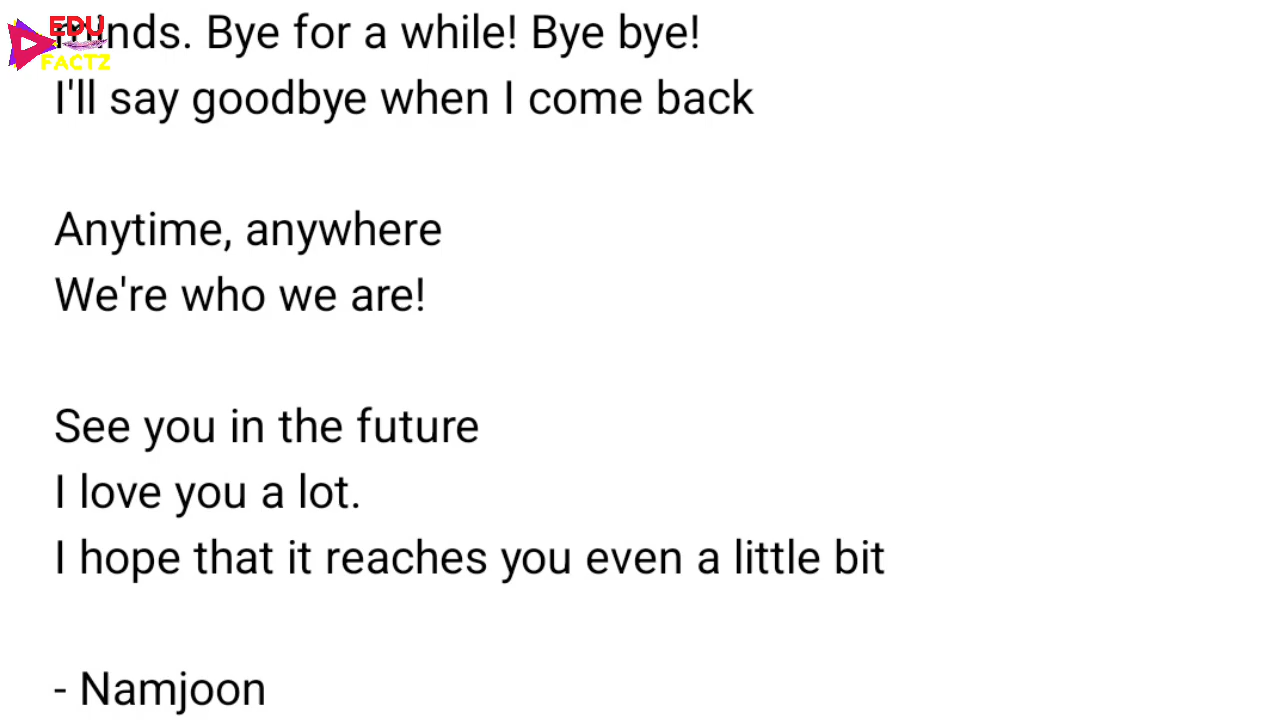 EDU
FACTZ
minds. Bye for a while! Bye bye!
I'll say goodbye when I come back
Anytime, anywhere
We're who we are!
See you in the future
I love you a lot.
I hope that it reaches you even a little bit
- Namjoon